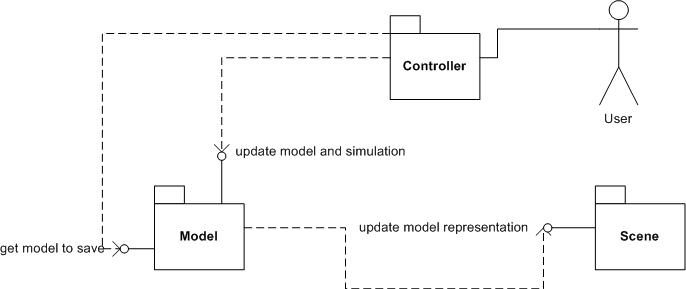 Controller
User
update model and simulation
Model
get model to save
update model representation
Scene